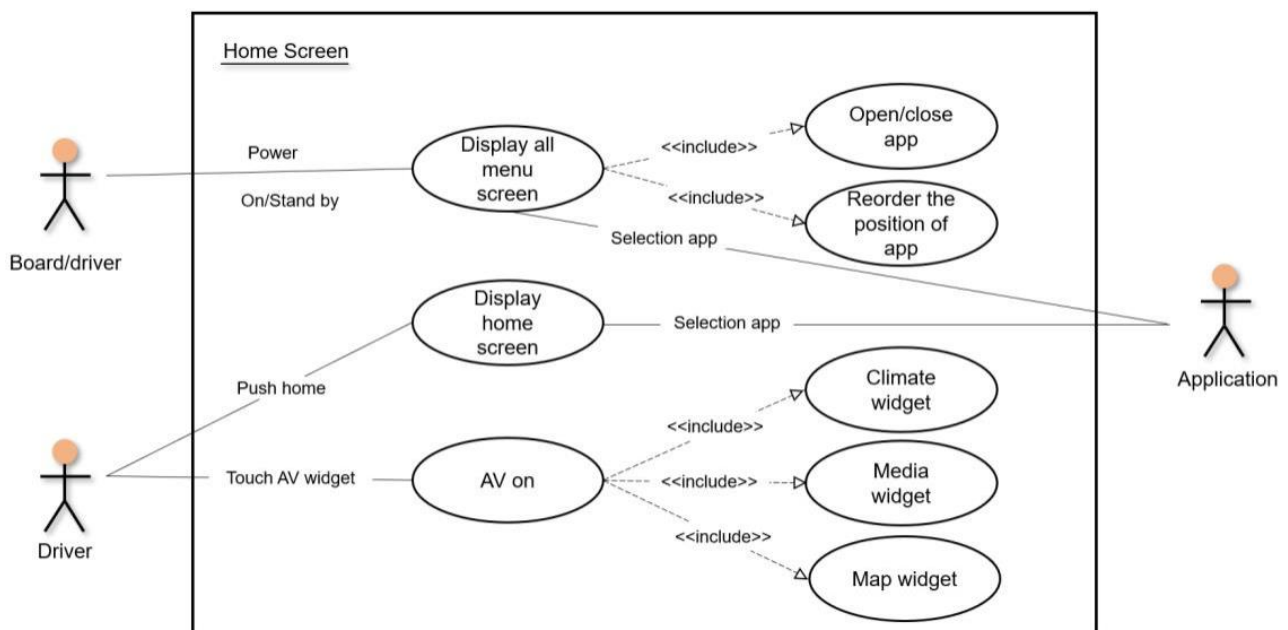 Home Screen
Open/close
app
Power
Display all
menu
screen
<<include>>
On/Stand by
<<include>>
Reorder the
position of
app
Selection app
Board/driver
Display
home
screen
Selection app
Application
Push home
Climate
widget
<<include>>
Touch AV widget
AV on
<<include>>
Media
widget
<<include>>
Driver
Map widget